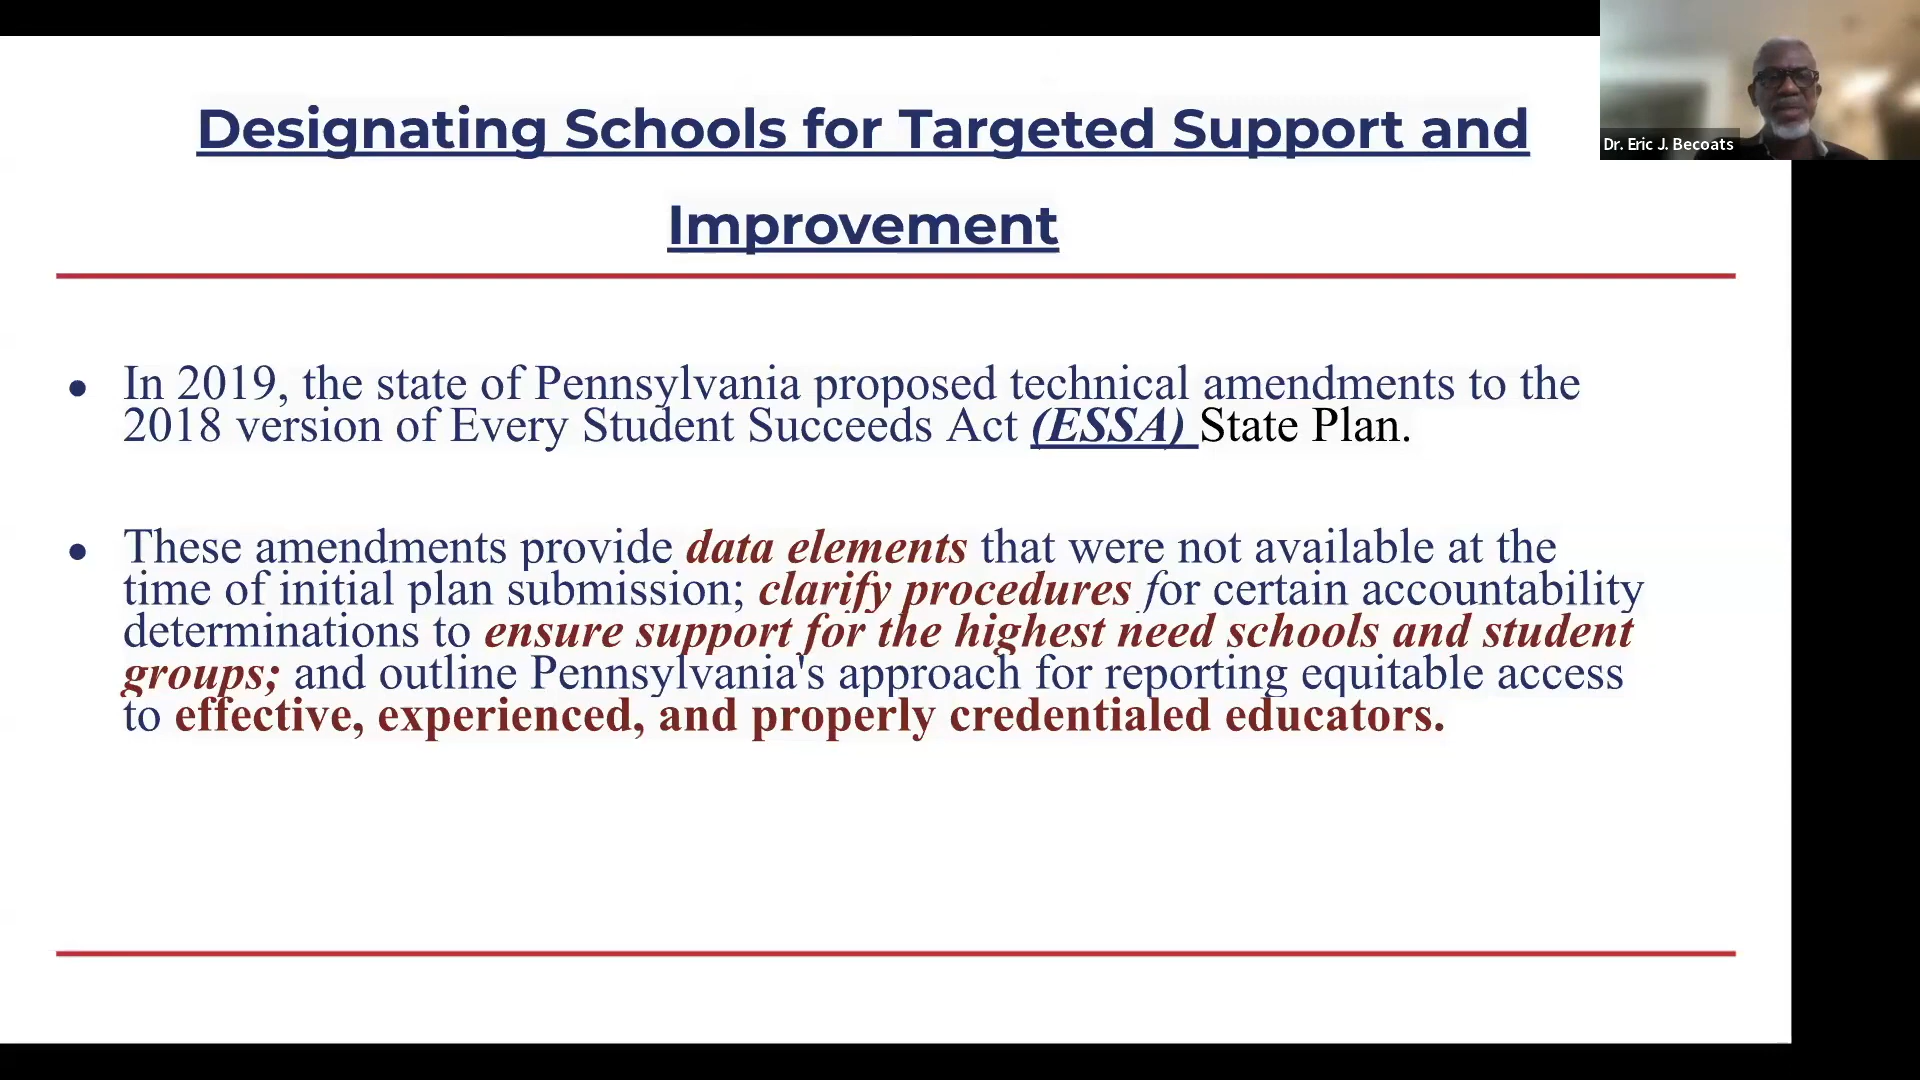 Designating Schools for Targeted Support and
Improvement
Dr. Eric J. Becoats
• In 2019, the state of Pennsylvania proposed technical amendments to the
2018 version of Every Student Succeeds Act (ESSA) State Plan.
• These amendments provide data elements that were not available at the
time of initial plan submission; clarify procedures for certain accountability
determinations to ensure support for the highest need schools and student
groups; and outline Pennsylvania's approach for reporting equitable access
to effective, experienced, and properly credentialed educators.